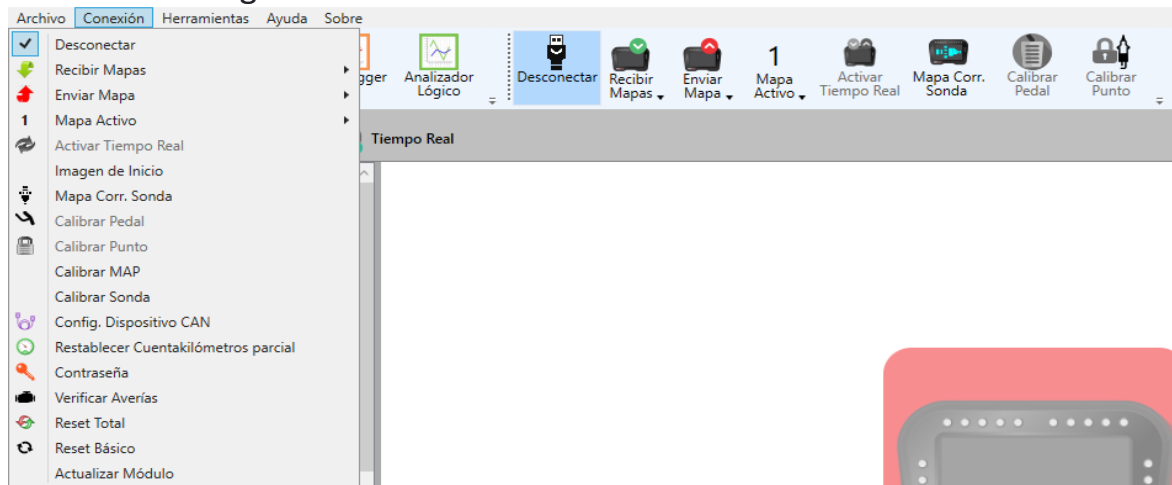 Archivo Conexión Herramientas Ayuda Sobre
Desconectar
Recibir Mapas
Enviar Mapa
1 Mapa Activo
Activar Tiempo Real
Imagen de Inicio
Mapa Corr. Sonda
Calibrar Pedal
Calibrar Punto
Calibrar MAP
Calibrar Sonda
Config. Dispositivo CAN
Restablecer Cuentakilómetros parcial
Contraseña
Verificar Averías
Reset Total
Reset Básico
Actualizar Módulo
Analizador
Lógico
Desconectar
Recibir
Mapas
Enviar
Mapa
1
Mapa
Activo
Activar
Tiempo Real
Mapa Corr.
Sonda
Calibrar
Pedal
Calibrar
Punto
Tiempo Real